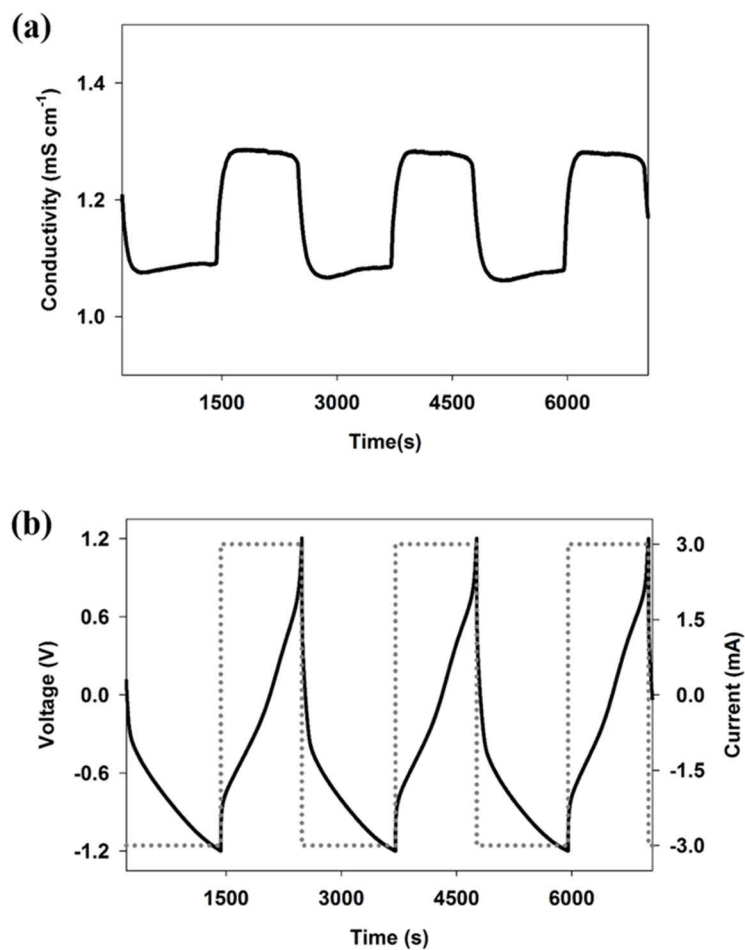 (a)
1.4
1.2
1.0
Conductivity (mS cm⁻¹)
1500 3000 4500 6000
Time(s)
(b)
1.2 3.0
0.6 1.5
0.0 0.0
-0.6 -1.5
-1.2 -3.0
Voltage (V)
Current (mA)
1500 3000 4500 6000
Time (s)